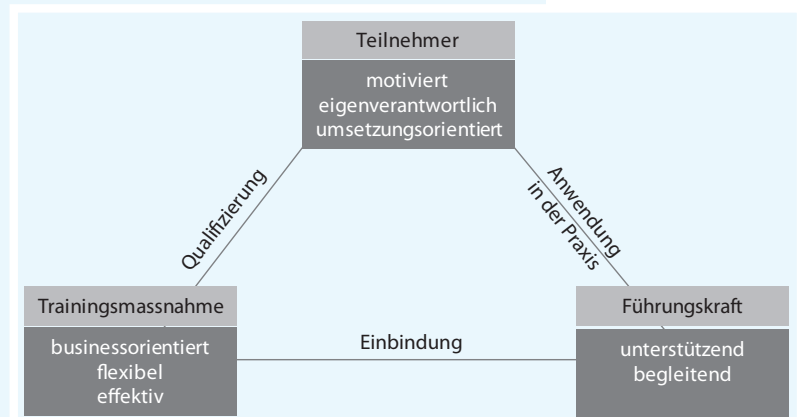 Teilnehmer
motiviert
eigenverantwortlich
umsetzungsorientiert
Qualifizierung
Anwendung
in der Praxis
Trainingsmassnahme
businessorientiert
flexibel
effektiv
Einbindung
Führungskraft
unterstützend
begleitend